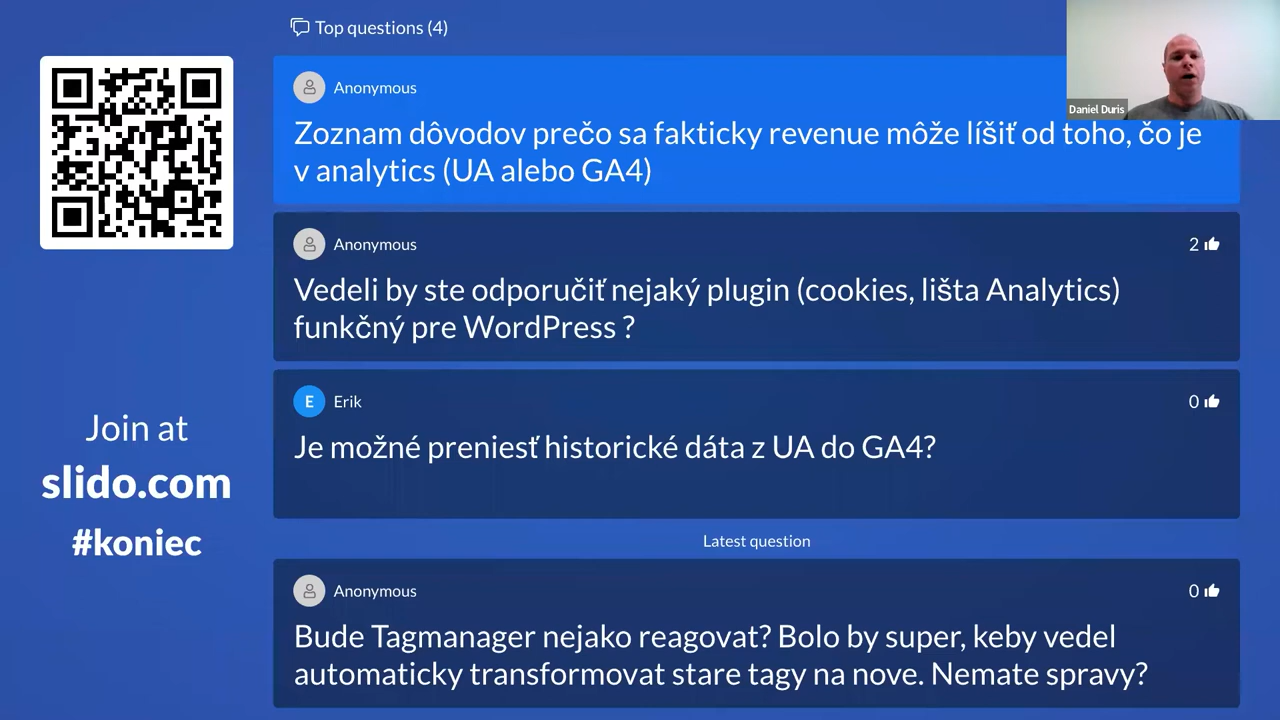 Top questions (4)
Daniel Duris
Anonymous
Zoznam dôvodov prečo sa fakticky revenue môže líšiť od toho, čo je
v analytics (UA alebo GA4)
Anonymous
2
Vedeli by ste odporučiť nejaký plugin (cookies, lišta Analytics)
funkčný pre WordPress ?
E
Erik
0
Je možné preniesť historické dáta z UA do GA4?
Join at
slido.com
#koniec
Latest question
Anonymous
0
Bude Tagmanager nejako reagovat? Bolo by super, keby vedel
automaticky transformovat stare tagy na nove. Nemate spravy?